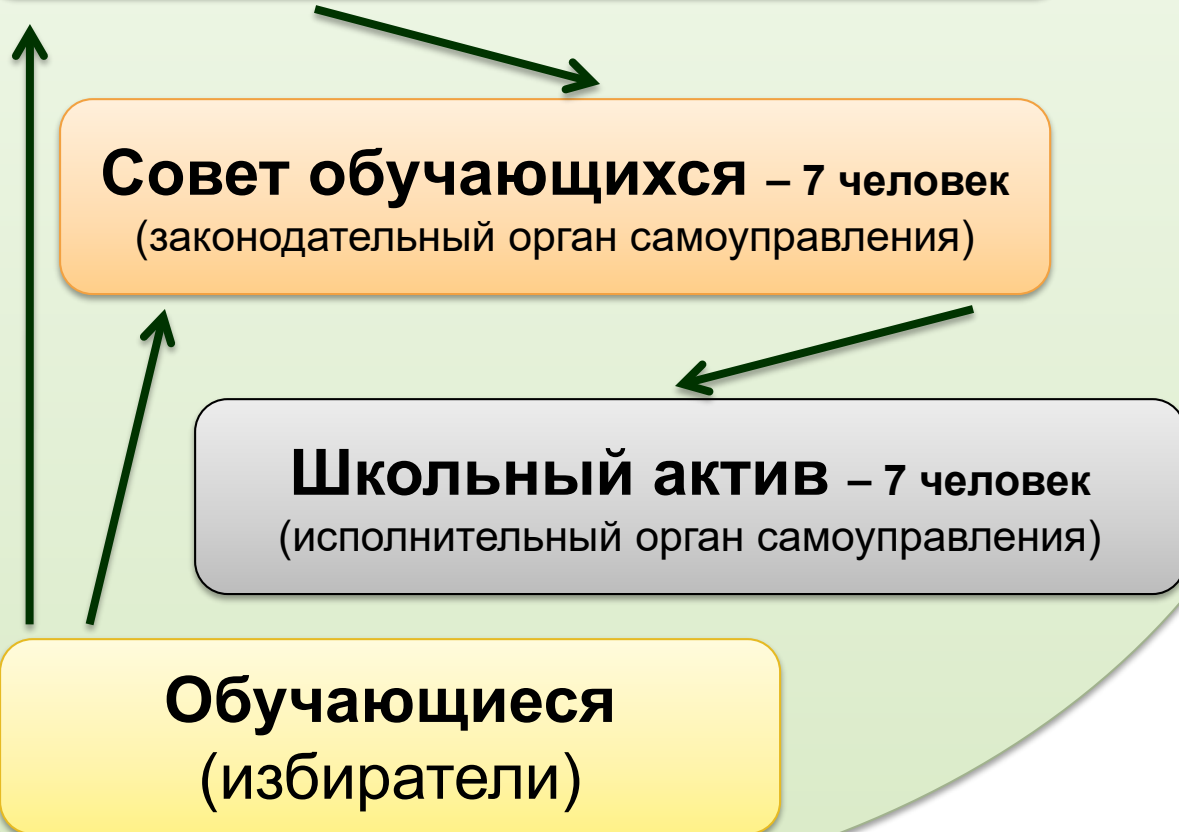 Совет обучающихся – 7 человек
(законодательный орган самоуправления)
Школьный актив – 7 человек
(исполнительный орган самоуправления)
Обучающиеся
(избиратели)